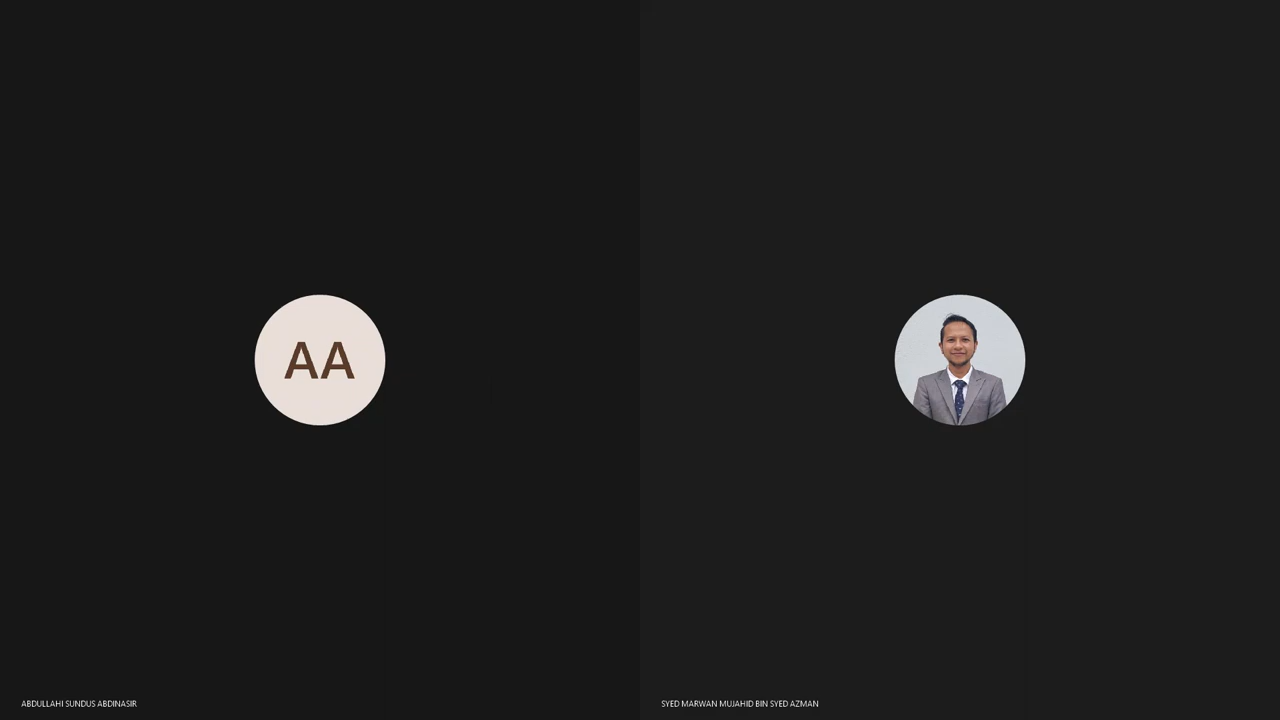 AA
ABDULLAHI SUNDUS ABDINASIR
SYED MARWAN MUJAHID BIN SYED AZMAN